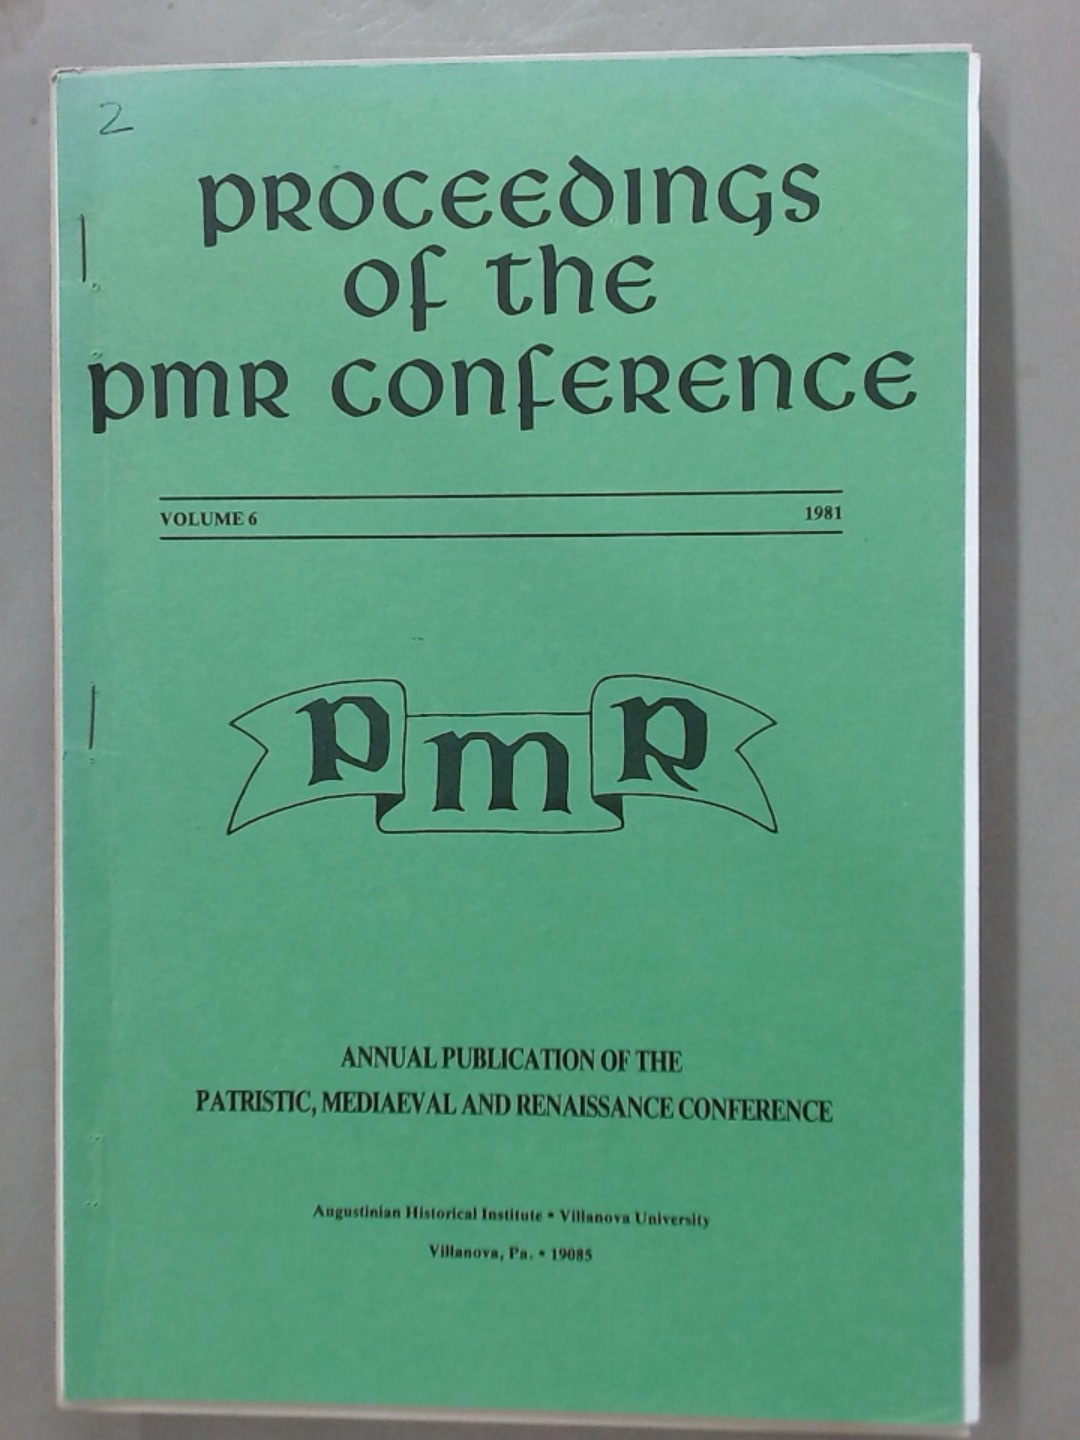 2
PROCEEDINGS
of the
PMR CONFERENCE
VOLUME 6 1981
PMR
ANNUAL PUBLICATION OF THE
PATRISTIC, MEDIAEVAL AND RENAISSANCE CONFERENCE
Augustinian Historical Institute • Villanova University
Villanova, Pa. • 19085